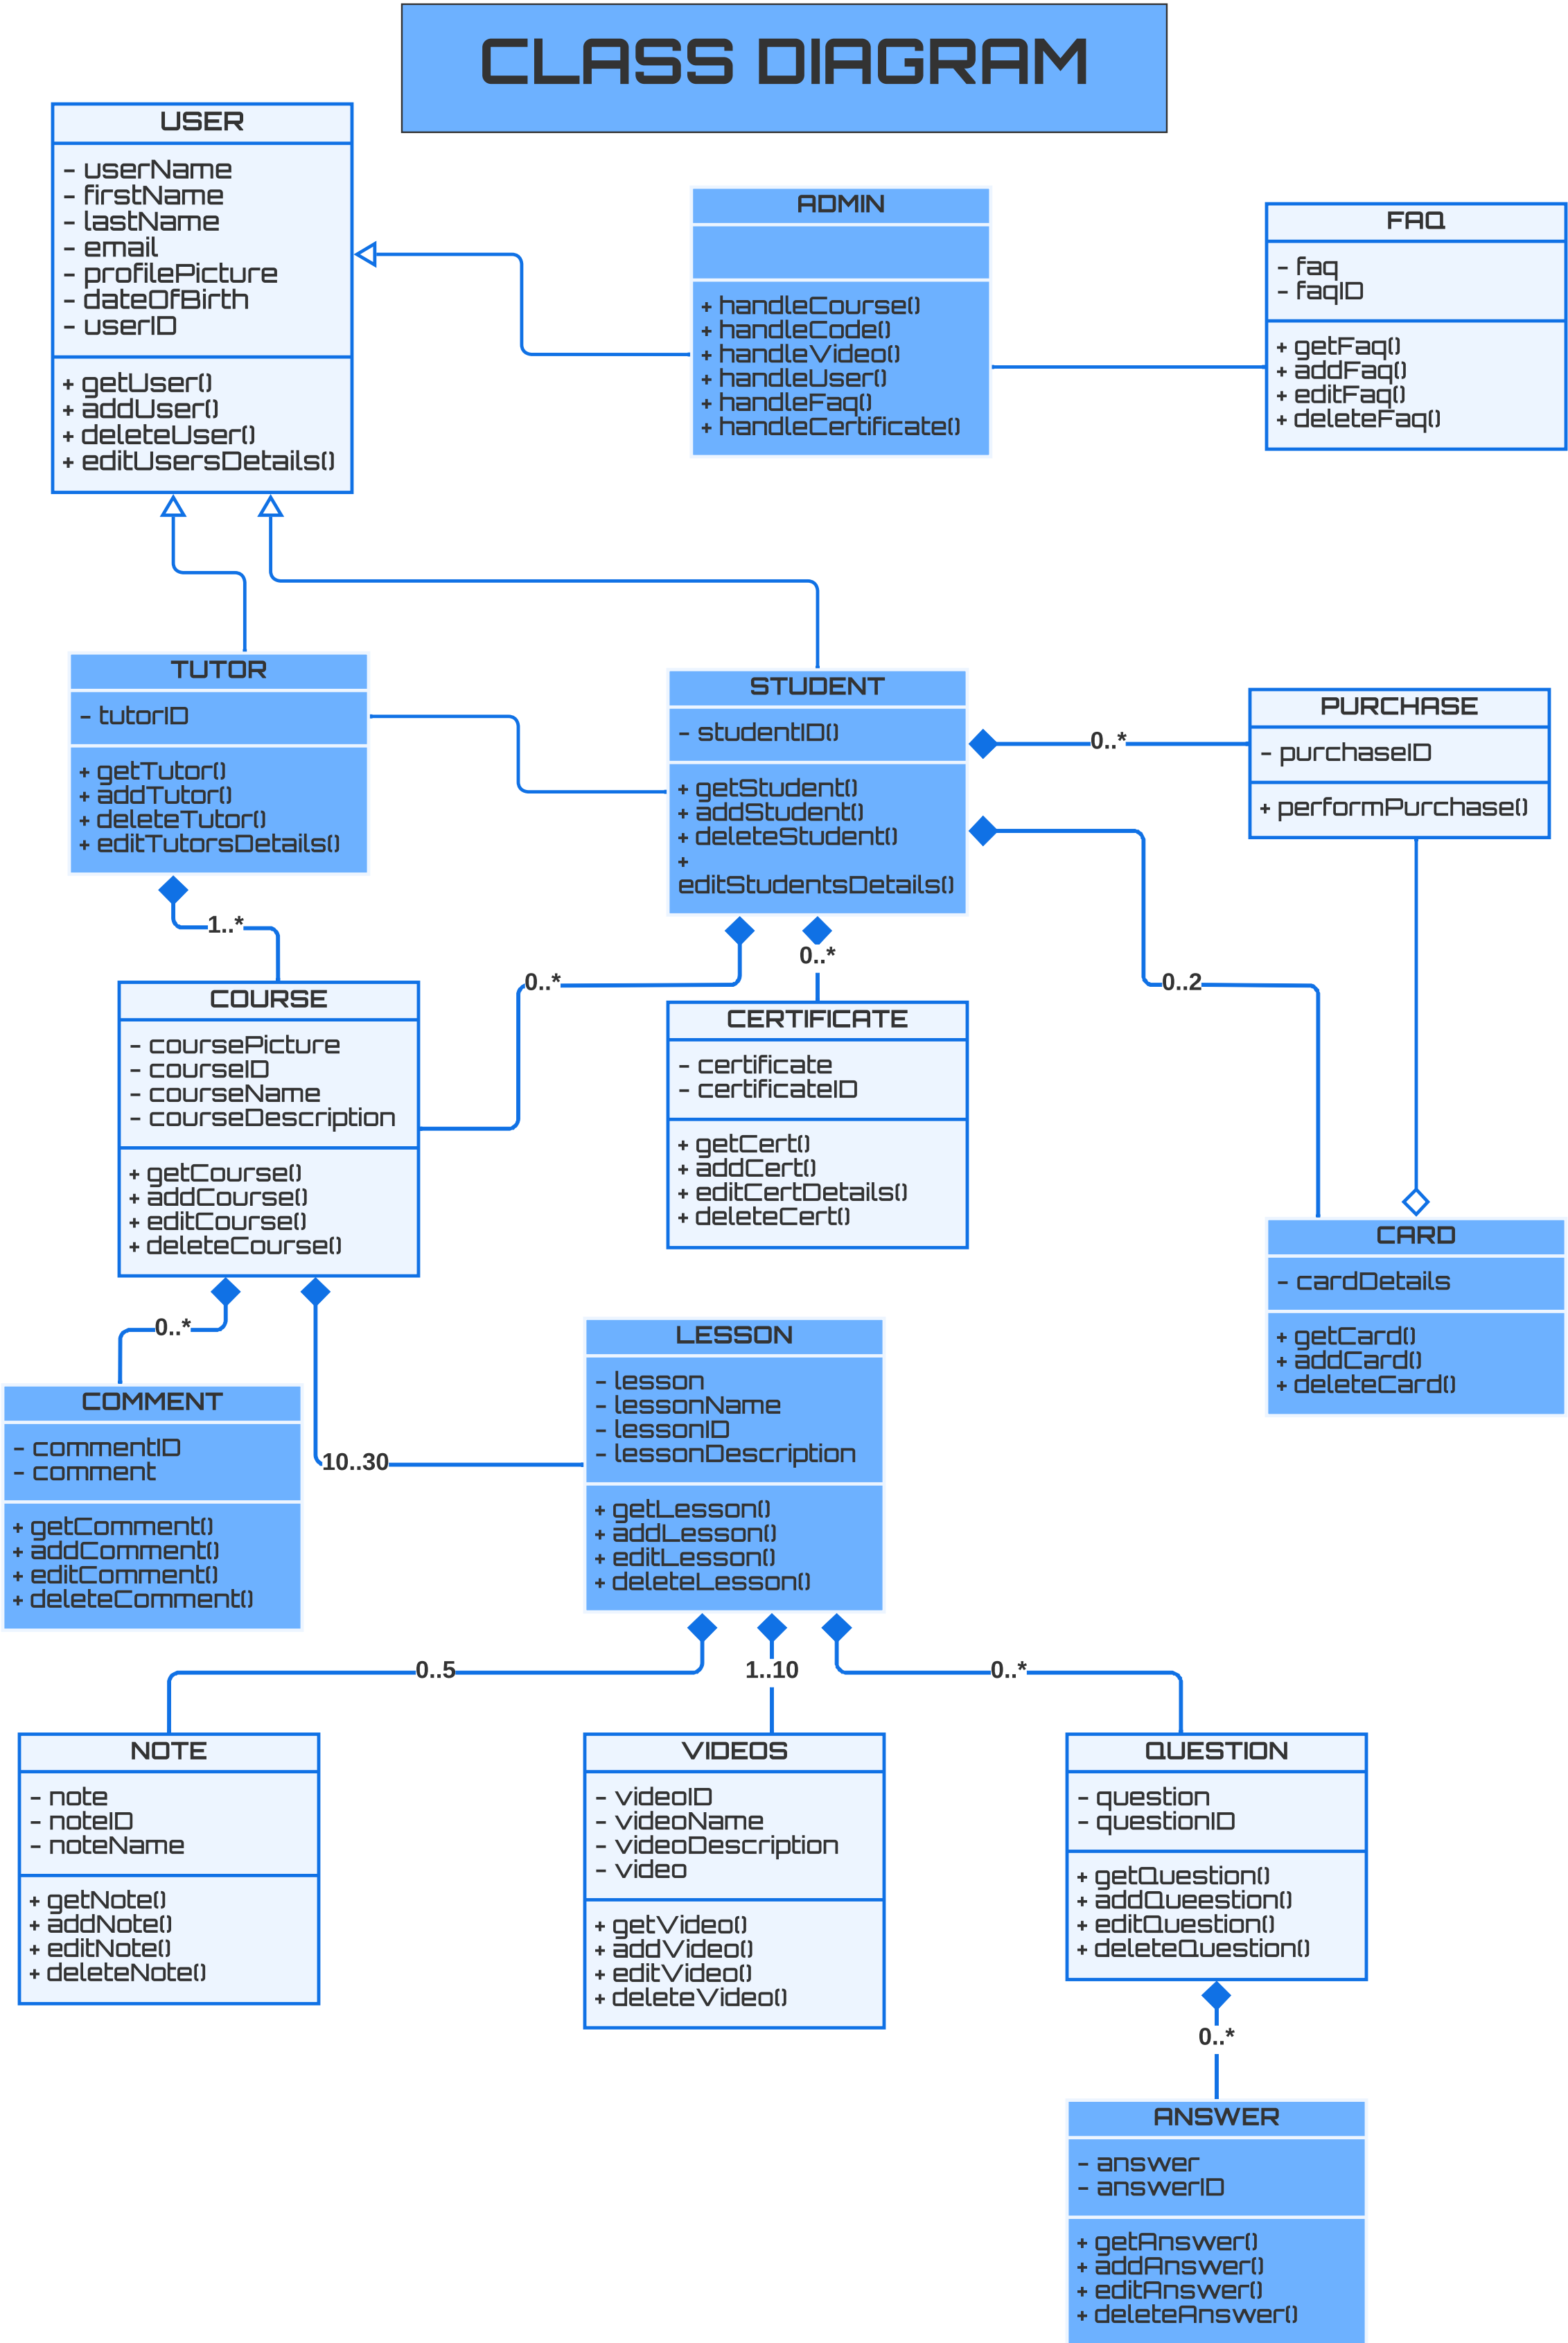 CLASS DIAGRAM
USER
- userName
- firstName
- lastName
- email
- profilePicture
- dateOfBirth
- userID
+ getUser()
+ addUser()
+ deleteUser()
+ editUsersDetails()
ADMIN
+ handleCourse()
+ handleCode()
+ handleVideo()
+ handleUser()
+ handleFaq()
+ handleCertificate()
FAQ
- faq
- faqID
+ getFaq()
+ addFaq()
+ editFaq()
+ deleteFaq()
TUTOR
- tutorID
+ getTutor()
+ addTutor()
+ deleteTutor()
+ editTutorsDetails()
STUDENT
- studentID()
+ getStudent()
+ addStudent()
+ deleteStudent()
+
editStudentsDetails()
0..*
PURCHASE
- purchaseID
+ performPurchase()
1..*
0..*
0..*
0..2
COURSE
- coursePicture
- courseID
- courseName
- courseDescription
+ getCourse()
+ addCourse()
+ editCourse()
+ deleteCourse()
CERTIFICATE
- certificate
- certificateID
+ getCert()
+ addCert()
+ editCertDetails()
+ deleteCert()
CARD
- cardDetails
+ getCard()
+ addCard()
+ deleteCard()
0..*
10..30
COMMENT
- commentID
- comment
+ getComment()
+ addComment()
+ editComment()
+ deleteComment()
LESSON
- lesson
- lessonName
- lessonID
- lessonDescription
+ getLesson()
+ addLesson()
+ editLesson()
+ deleteLesson()
0..5
1..10
0..*
NOTE
- note
- noteID
- noteName
+ getNote()
+ addNote()
+ editNote()
+ deleteNote()
VIDEOS
- videoID
- videoName
- videoDescription
- video
+ getVideo()
+ addVideo()
+ editVideo()
+ deleteVideo()
QUESTION
- question
- questionID
+ getQuestion()
+ addQueestion()
+ editQuestion()
+ deleteQuestion()
0..*
ANSWER
- answer
- answerID
+ getAnswer()
+ addAnswer()
+ editAnswer()
+ deleteAnswer()